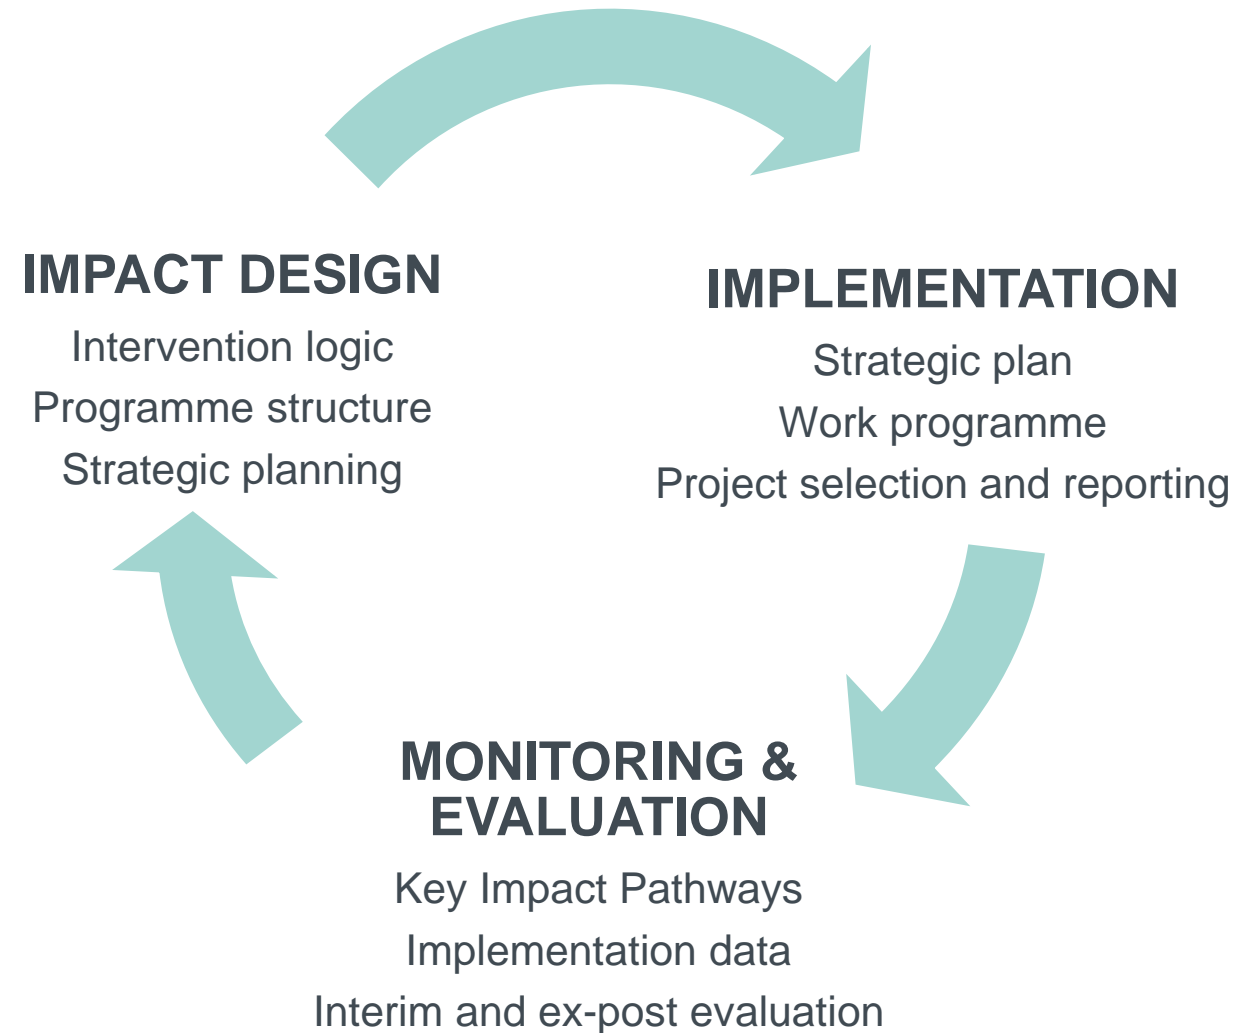 IMPACT DESIGN
Intervention logic
Programme structure
Strategic planning
IMPLEMENTATION
Strategic plan
Work programme
Project selection and reporting
MONITORING &
EVALUATION
Key Impact Pathways
Implementation data
Interim and ex-post evaluation